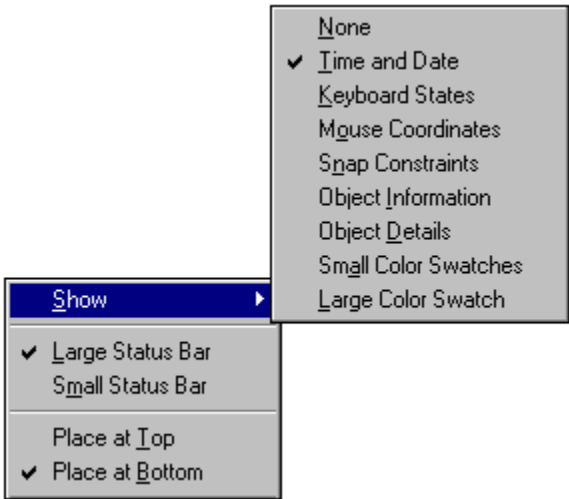 None
Time and Date
Keyboard States
Mouse Coordinates
Snap Constraints
Object Information
Object Details
Small Color Swatches
Large Color Swatch
Show
Large Status Bar
Small Status Bar
Place at Top
Place at Bottom